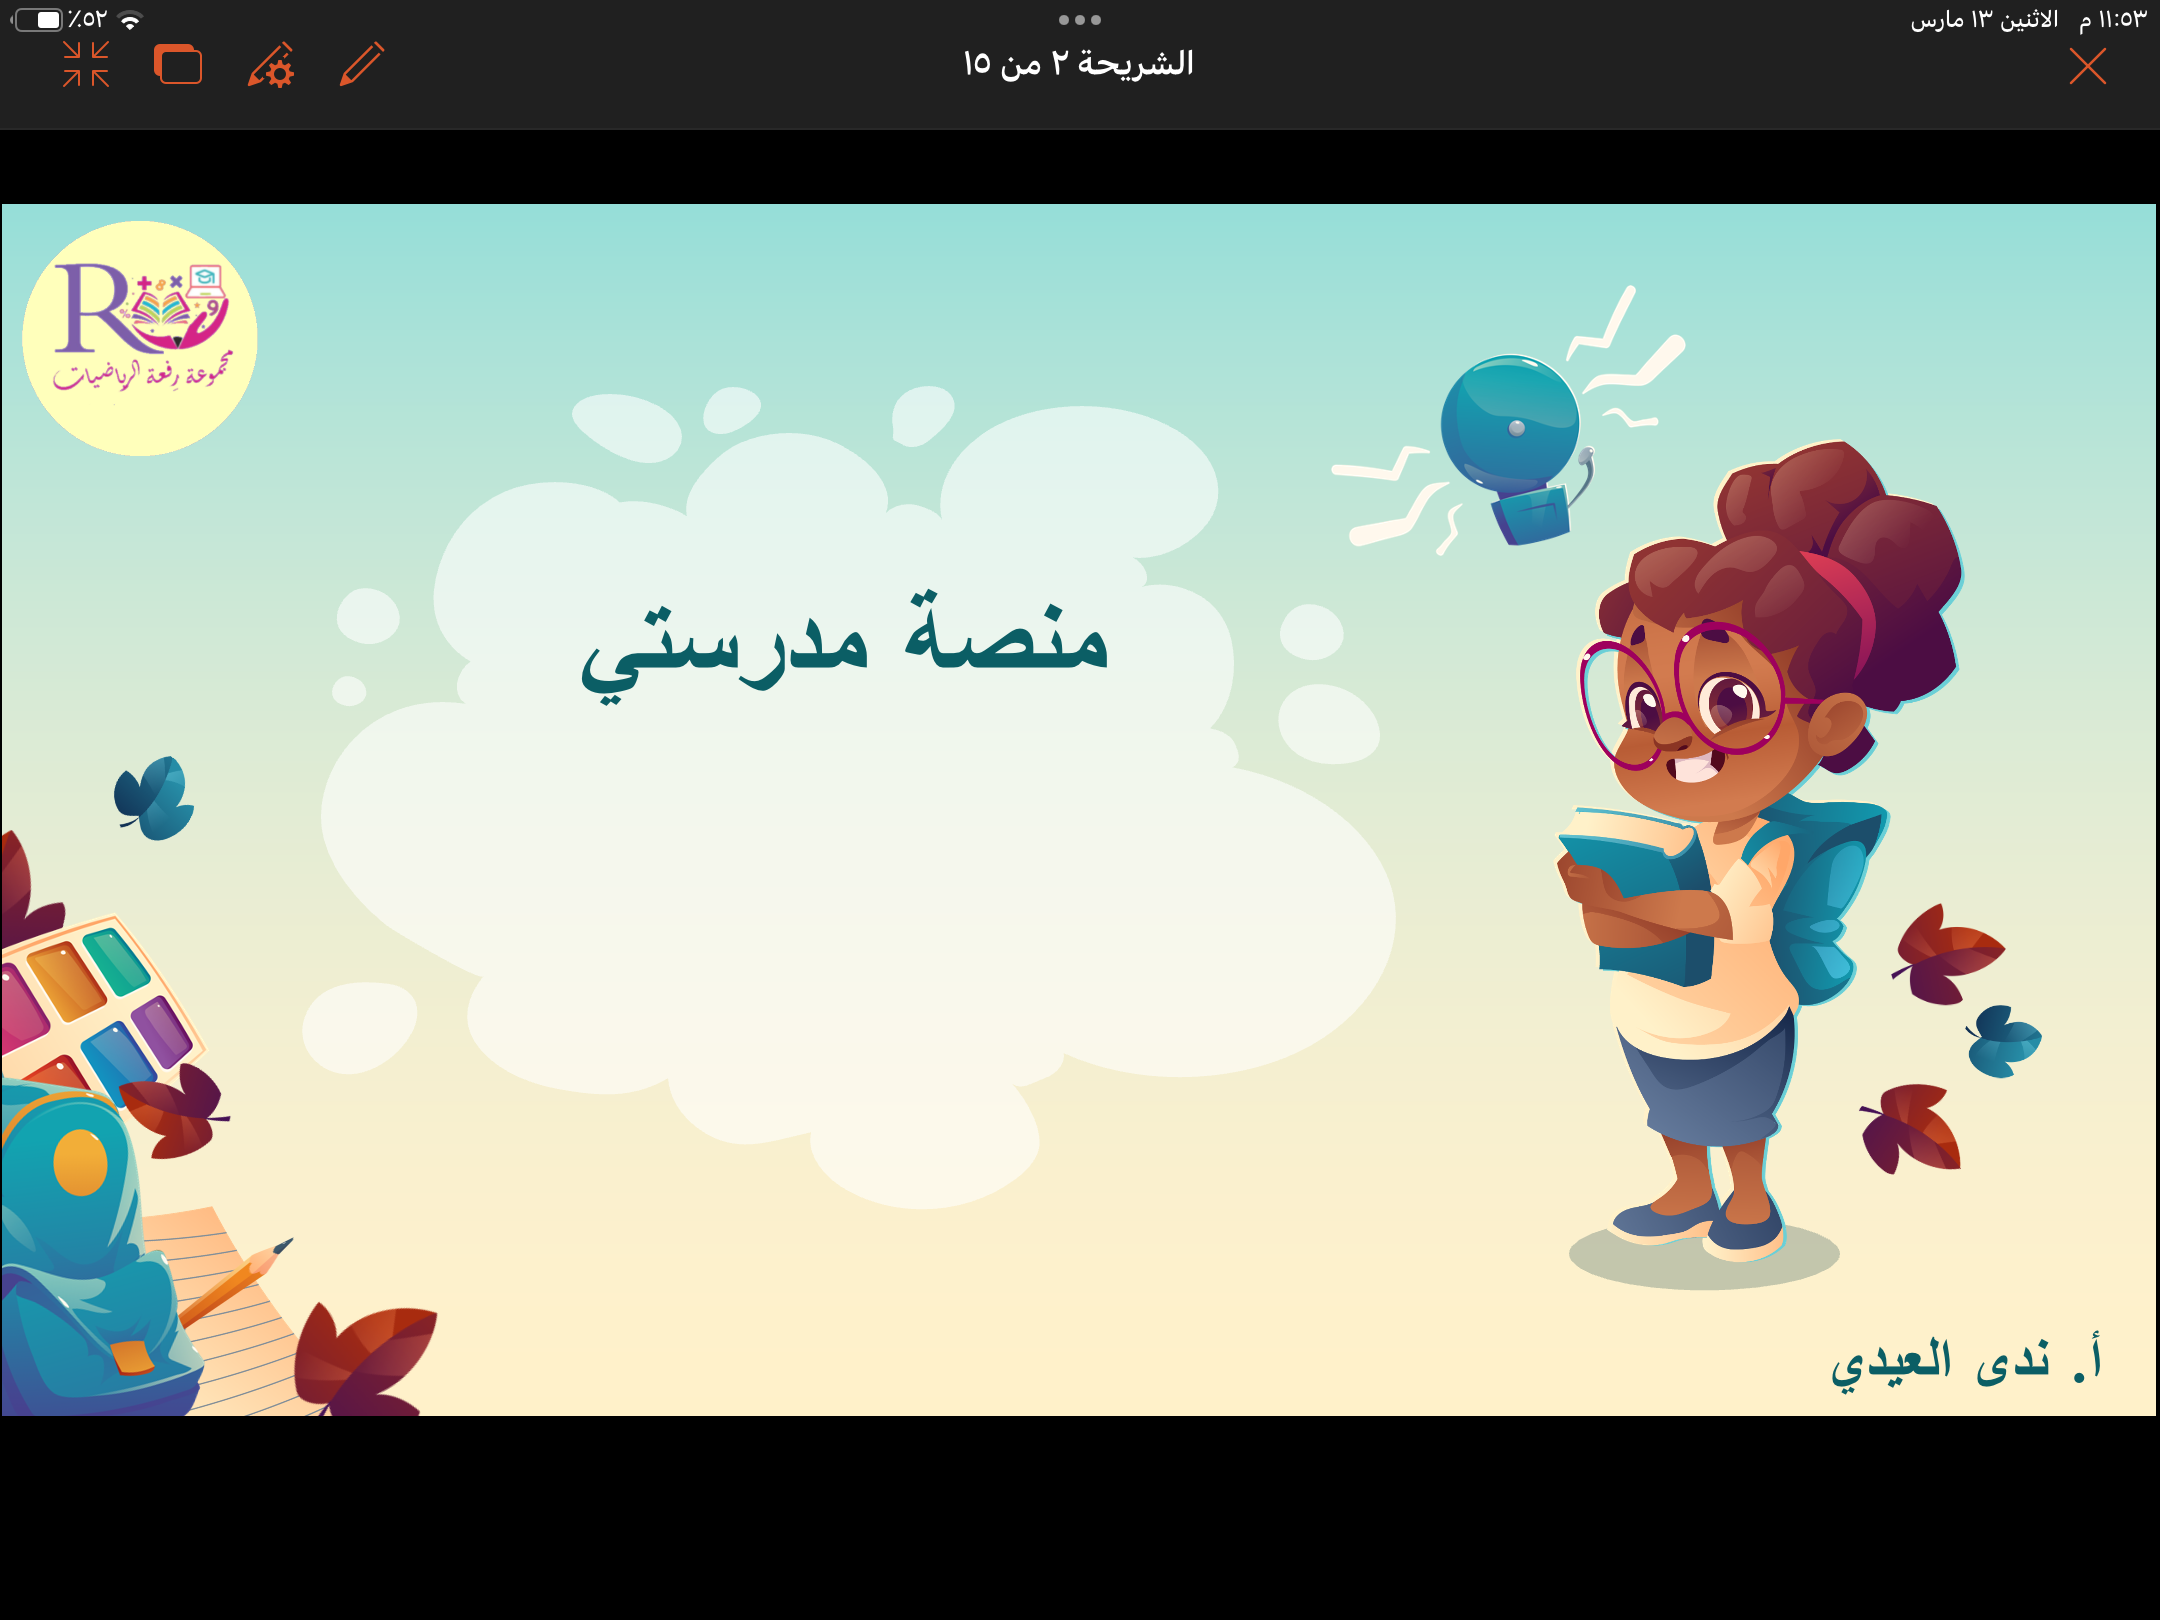 ١١:٥٣ م الاثنين ١٣ مارس
٥٢٪
الشريحة ٢ من ١٥
R
مجموعة رفعة الرياضيات
منصة مدرستي
أ. ندى العيدي